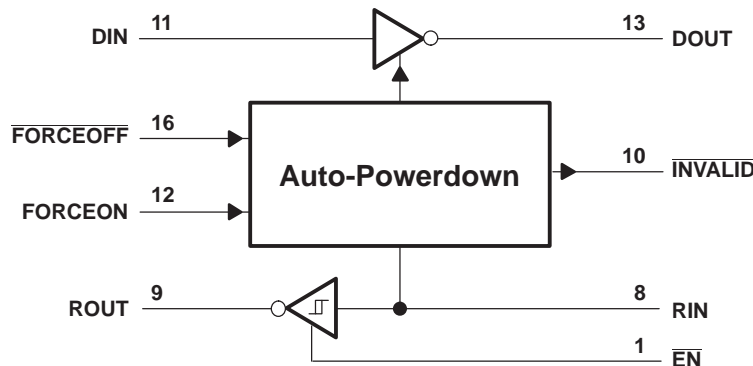 DIN 11 13 DOUT
FORCEOFF 16
Auto-Powerdown
10 INVALID
FORCEON 12
ROUT 9 8 RIN
1 EN